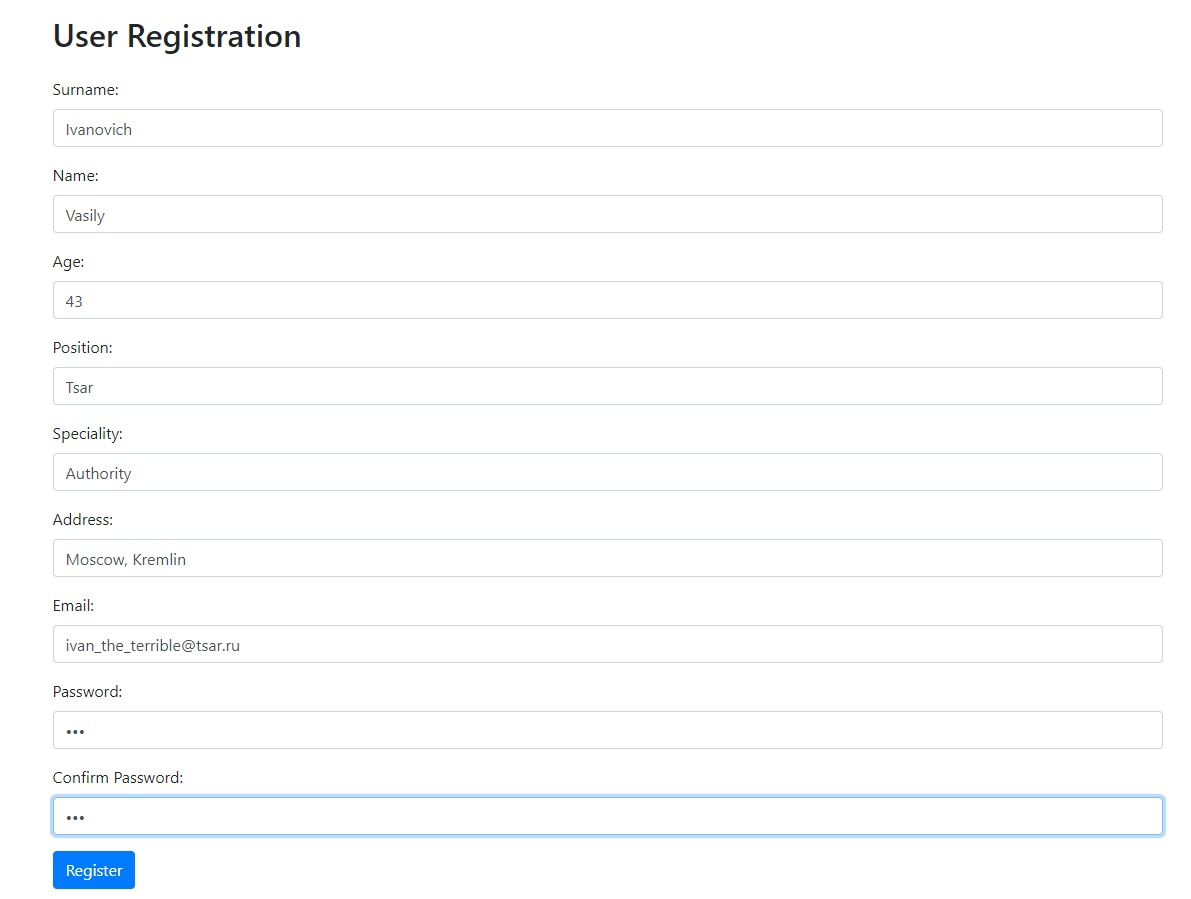 User Registration
Surname:
Ivanovich
Name:
Vasily
Age:
43
Position:
Tsar
Speciality:
Authority
Address:
Moscow, Kremlin
Email:
ivan_the_terrible@tsar.ru
Password:
•••
Confirm Password:
•••
Register